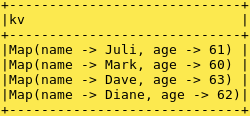 +-----------------------------+
|kv                           |
+-----------------------------+
|Map(name -> Juli, age -> 61) |
|Map(name -> Mark, age -> 60) |
|Map(name -> Dave, age -> 63) |
|Map(name -> Diane, age -> 62)|
+-----------------------------+